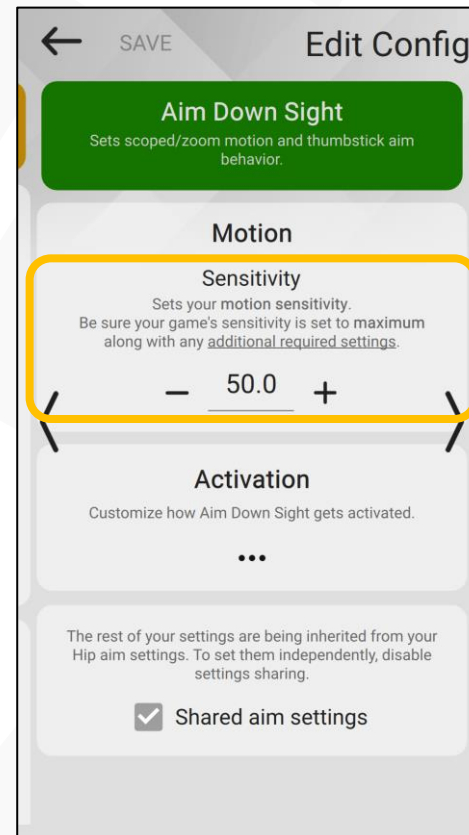 SAVE
Edit Config
Aim Down Sight
Sets scoped/zoom motion and thumbstick aim
behavior.
Motion
Sensitivity
Sets your motion sensitivity.
Be sure your game's sensitivity is set to maximum
along with any additional required settings.
50.0
Activation
Customize how Aim Down Sight gets activated.
The rest of your settings are being inherited from your
Hip aim settings. To set them independently, disable
settings sharing.
Shared aim settings